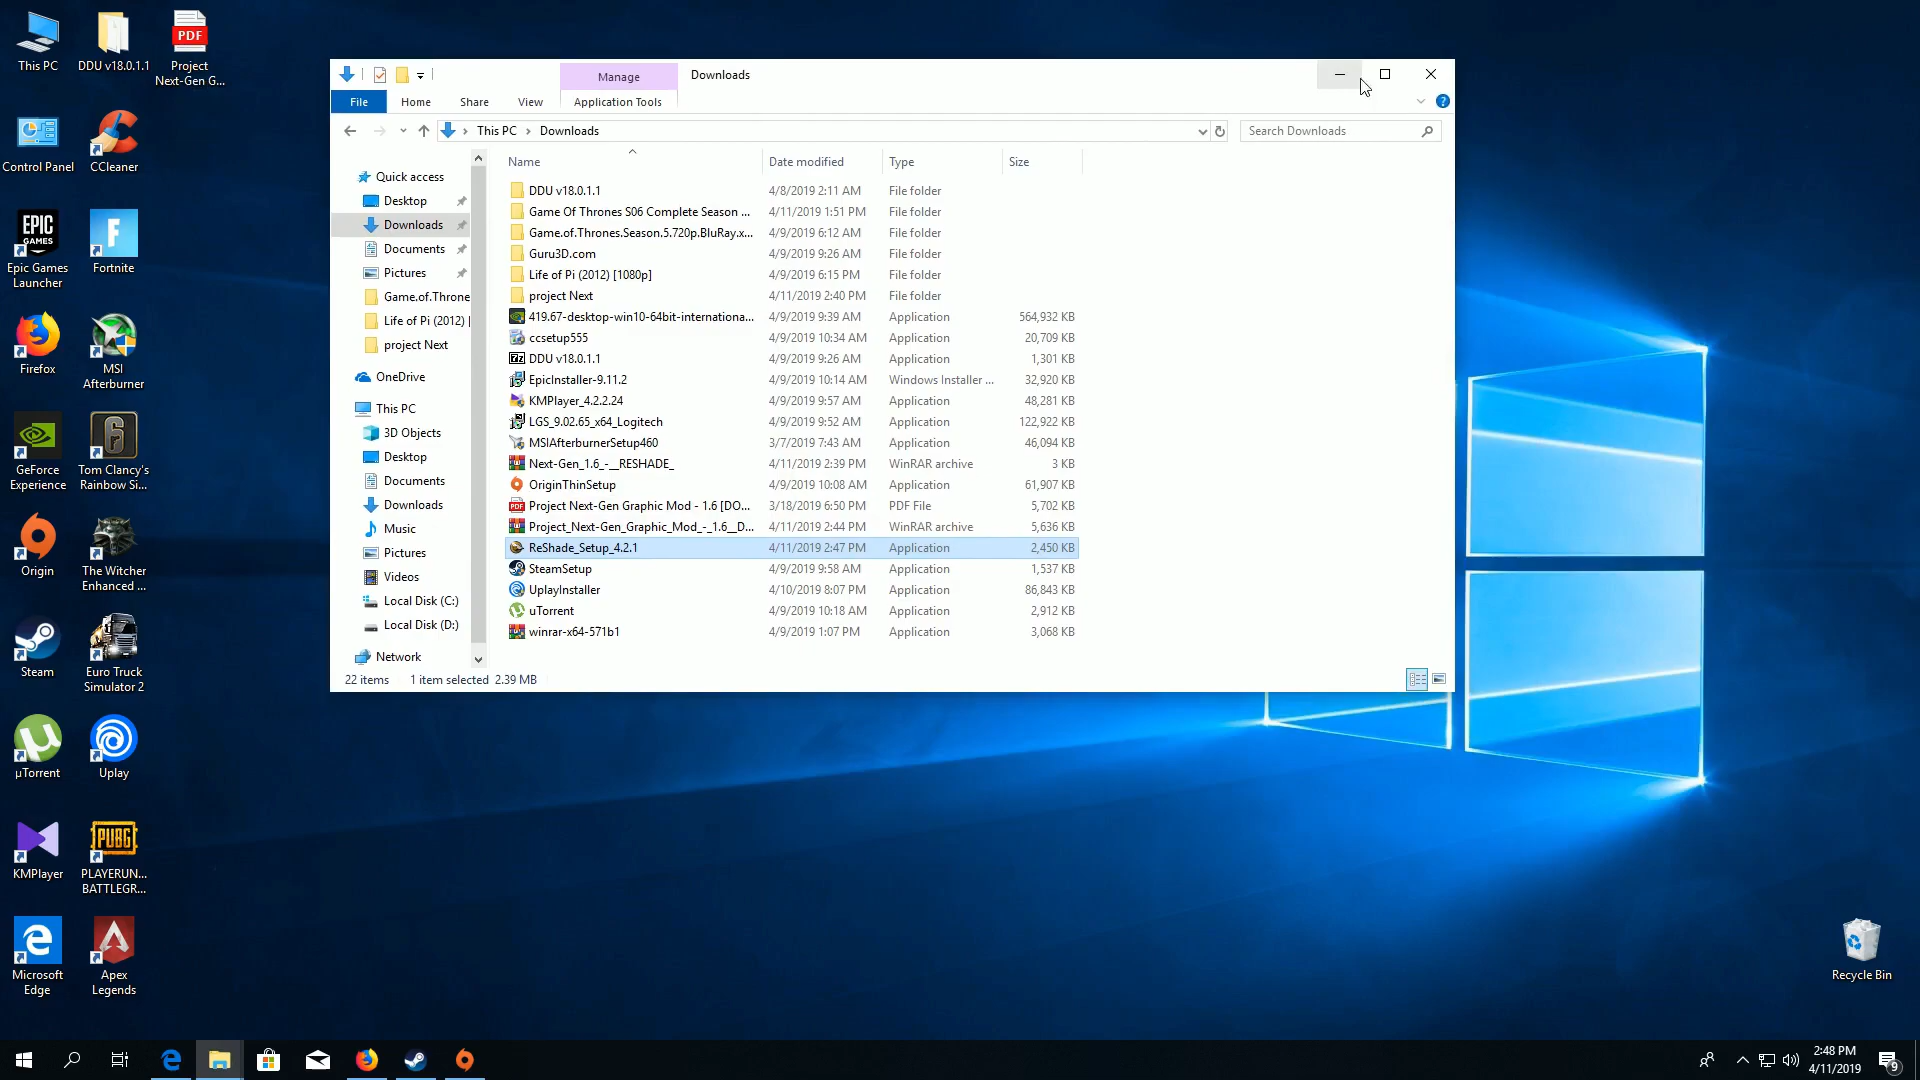 This PC
DDU v18.0.1.1
Project
Next-Gen G...
PDF
Control Panel
CCleaner
EPIC
GAMES
Epic Games
Launcher
Fortnite
Firefox
MSI
Afterburner
GeForce
Experience
Tom Clancy's
Rainbow Si...
Origin
The Witcher
Enhanced ...
Steam
Euro Truck
Simulator 2
µTorrent
Uplay
KMPlayer
PUBG
PLAYERUN...
BATTLEGR...
Microsoft
Edge
Apex
Legends
Recycle Bin
Manage
Downloads
File
Home
Share
View
Application Tools
This PC
Downloads
Search Downloads
Quick access
Desktop
Downloads
Documents
Pictures
Game.of.Throne
Life of Pi (2012) [
project Next
OneDrive
This PC
3D Objects
Desktop
Documents
Downloads
Music
Pictures
Videos
Local Disk (C:)
Local Disk (D:)
Network
Name Date modified Type Size
DDU v18.0.1.1 4/8/2019 2:11 AM File folder
Game Of Thrones S06 Complete Season ... 4/11/2019 1:51 PM File folder
Game.of.Thrones.Season.5.720p.BluRay.x... 4/9/2019 6:12 AM File folder
Guru3D.com 4/9/2019 9:26 AM File folder
Life of Pi (2012) [1080p] 4/9/2019 6:15 PM File folder
project Next 4/11/2019 2:40 PM File folder
419.67-desktop-win10-64bit-internationa... 4/9/2019 9:39 AM Application 564,932 KB
ccsetup555 4/9/2019 10:34 AM Application 20,709 KB
DDU v18.0.1.1 4/9/2019 9:26 AM Application 1,301 KB
EpicInstaller-9.11.2 4/9/2019 10:14 AM Windows Installer ... 32,920 KB
KMPlayer_4.2.2.24 4/9/2019 9:57 AM Application 48,281 KB
LGS_9.02.65_x64_Logitech 4/9/2019 9:52 AM Application 122,922 KB
MSIAfterburnerSetup460 3/7/2019 7:43 AM Application 46,094 KB
Next-Gen_1.6_-__RESHADE_ 4/11/2019 2:39 PM WinRAR archive 3 KB
OriginThinSetup 4/9/2019 10:08 AM Application 61,907 KB
Project Next-Gen Graphic Mod - 1.6 [DO... 3/18/2019 6:50 PM PDF File 5,702 KB
Project_Next-Gen_Graphic_Mod_-_1.6__D... 4/11/2019 2:44 PM WinRAR archive 5,636 KB
ReShade_Setup_4.2.1 4/11/2019 2:47 PM Application 2,450 KB
SteamSetup 4/9/2019 9:58 AM Application 1,537 KB
UplayInstaller 4/10/2019 8:07 PM Application 86,843 KB
uTorrent 4/9/2019 10:18 AM Application 2,912 KB
winrar-x64-571b1 4/9/2019 1:07 PM Application 3,068 KB
22 items 1 item selected 2.39 MB
2:48 PM
4/11/2019
9